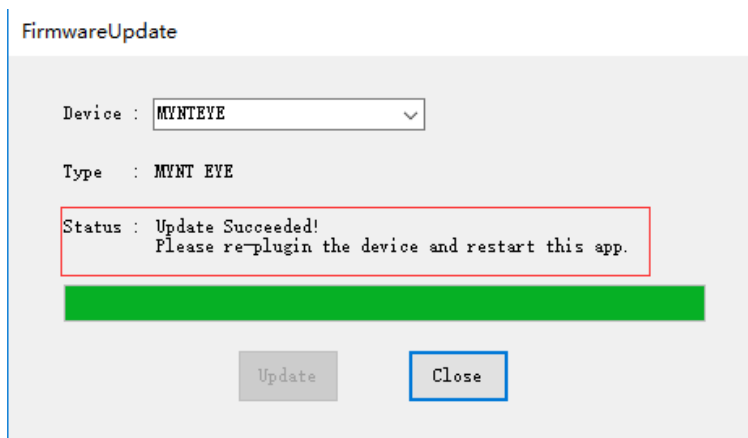 FirmwareUpdate
Device : MYNTEYE
Type : MYNT EYE
Status : Update Succeeded!
Please re-plugin the device and restart this app.
Update Close